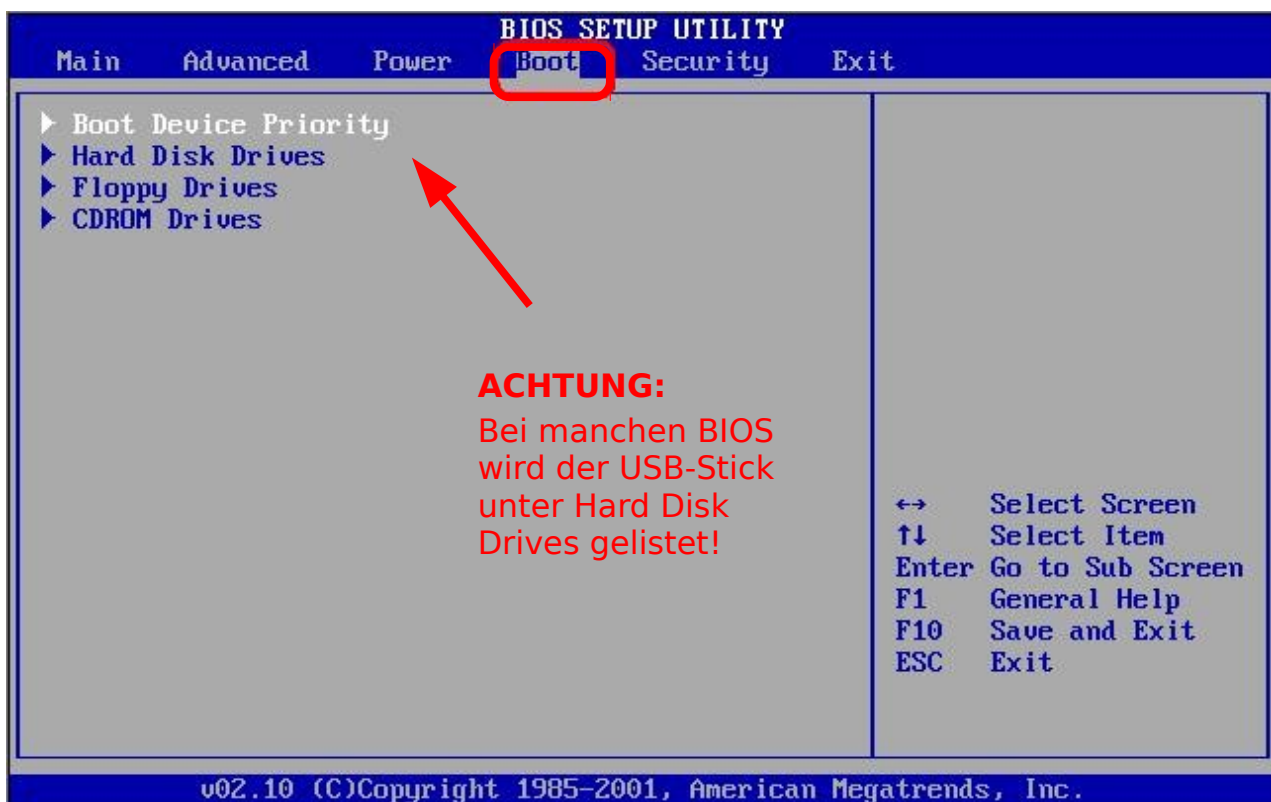 BIOS SETUP UTILITY
Main Advanced Power Boot Security Exit
Boot Device Priority
Hard Disk Drives
Floppy Drives
CDROM Drives
ACHTUNG:
Bei manchen BIOS
wird der USB-Stick
unter Hard Disk
Drives gelistet!
↔ Select Screen
↑↓ Select Item
Enter Go to Sub Screen
F1 General Help
F10 Save and Exit
ESC Exit
v02.10 (C)Copyright 1985-2001, American Megatrends, Inc.